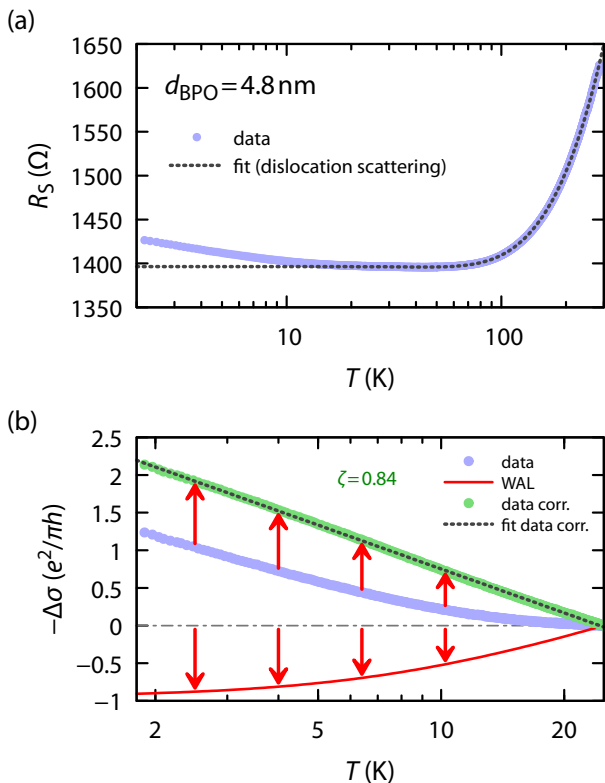 (a)
1650
1600
1550
1500
1450
1400
1350
R_S (Ω)
d_BPO = 4.8 nm
data
fit (dislocation scattering)
10
100
T (K)
(b)
2.5
2
1.5
1
0.5
0
−0.5
−1
−Δσ (e²/πh)
ζ = 0.84
data
WAL
data corr.
fit data corr.
2
5
10
20
T (K)